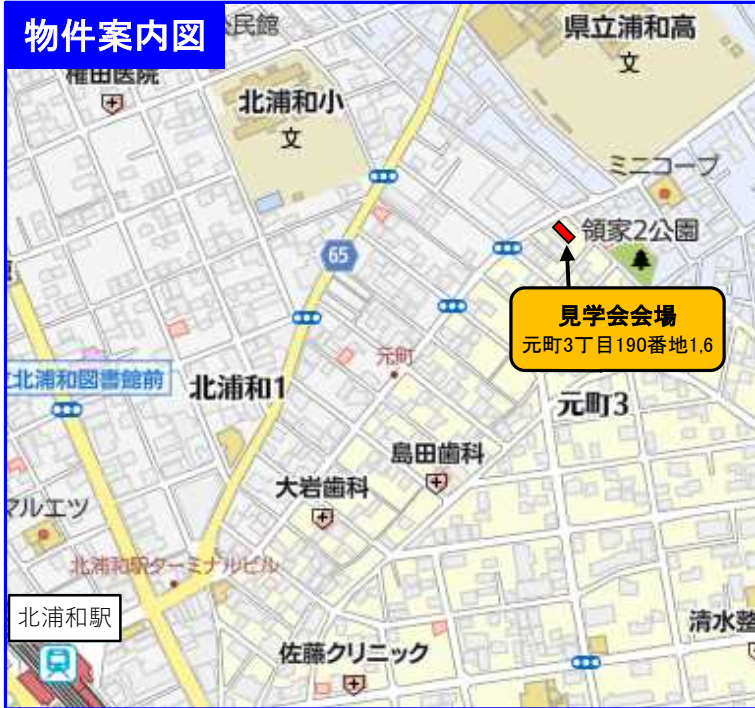 物件案内図
民館
県立浦和高
文
権田医院
北浦和小
文
ミニコープ
領家2公園
65
見学会会場
元町3丁目190番地1,6
元町
北浦和図書館前
北浦和1
元町3
島田歯科
大岩歯科
マルエツ
北浦和駅ターミナルビル
北浦和駅
清水整
佐藤クリニック